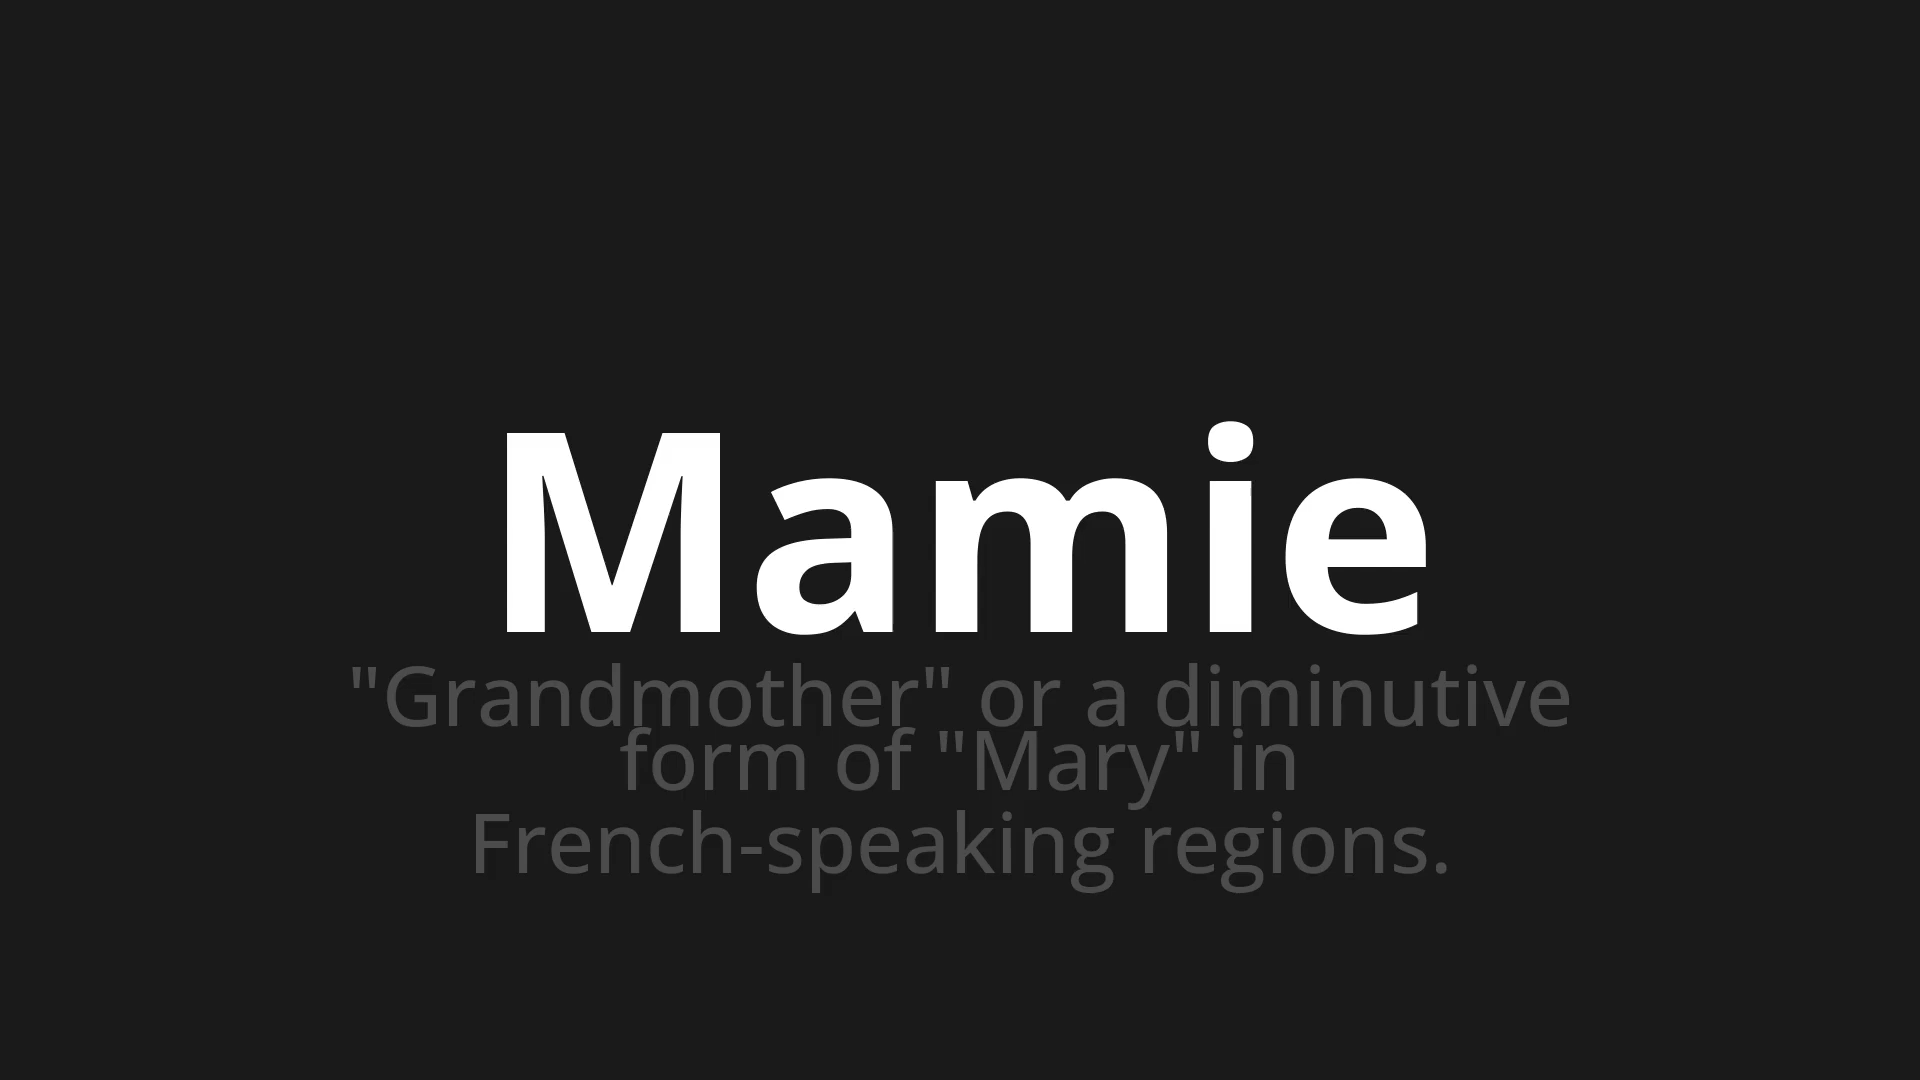 Mamie
"Grandmother" or a diminutive
form of "Mary" in
French-speaking regions.